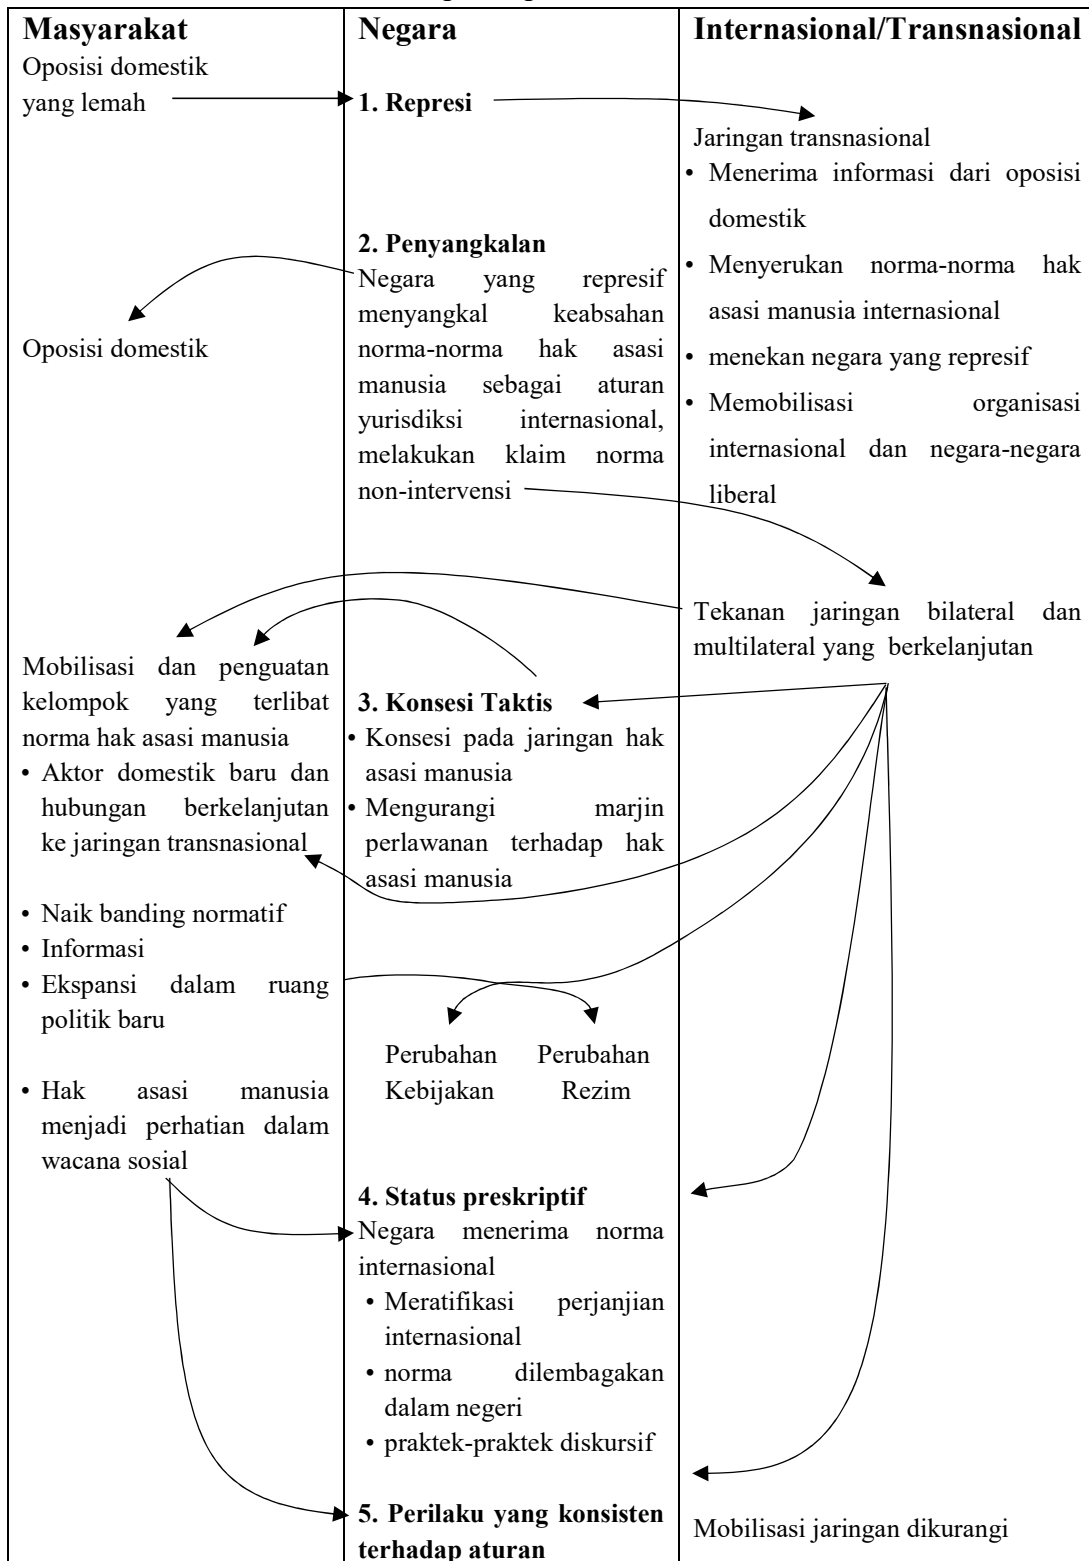 Masyarakat
Oposisi domestik
yang lemah
Oposisi domestik
Mobilisasi dan penguatan
kelompok yang terlibat
norma hak asasi manusia
• Aktor domestik baru dan
hubungan berkelanjutan
ke jaringan transnasional
• Naik banding normatif
• Informasi
• Ekspansi dalam ruang
politik baru
• Hak asasi manusia
menjadi perhatian dalam
wacana sosial
Negara
1. Represi
2. Penyangkalan
Negara yang represif
menyangkal keabsahan
norma-norma hak asasi
manusia sebagai aturan
yurisdiksi internasional,
melakukan klaim norma
non-intervensi
3. Konsesi Taktis
• Konsesi pada jaringan hak
asasi manusia
• Mengurangi marjin
perlawanan terhadap hak
asasi manusia
Perubahan Perubahan
Kebijakan Rezim
4. Status preskriptif
Negara menerima norma
internasional
• Meratifikasi perjanjian
internasional
• norma dilembagakan
dalam negeri
• praktek-praktek diskursif
5. Perilaku yang konsisten
terhadap aturan
Internasional/Transnasional
Jaringan transnasional
• Menerima informasi dari oposisi
domestik
• Menyerukan norma-norma hak
asasi manusia internasional
• menekan negara yang represif
• Memobilisasi organisasi
internasional dan negara-negara
liberal
Tekanan jaringan bilateral dan
multilateral yang berkelanjutan
Mobilisasi jaringan dikurangi